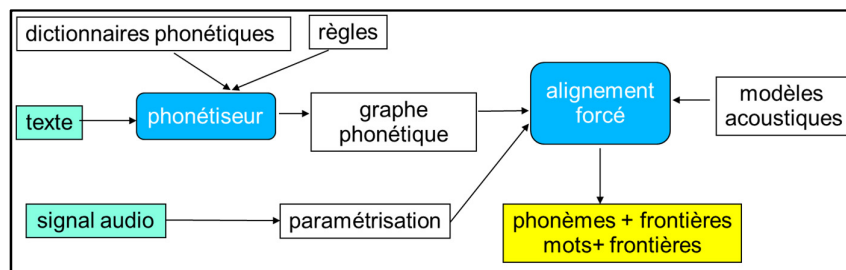 dictionnaires phonétiques
règles
texte
phonétiseur
graphe
phonétique
alignement
forcé
modèles
acoustiques
signal audio
paramétrisation
phonèmes + frontières
mots+ frontières